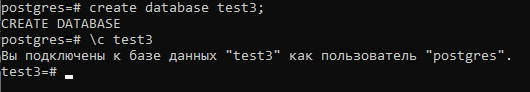 postgres=# create database test3;
CREATE DATABASE
postgres=# \c test3
Вы подключены к базе данных "test3" как пользователь "postgres".
test3=#